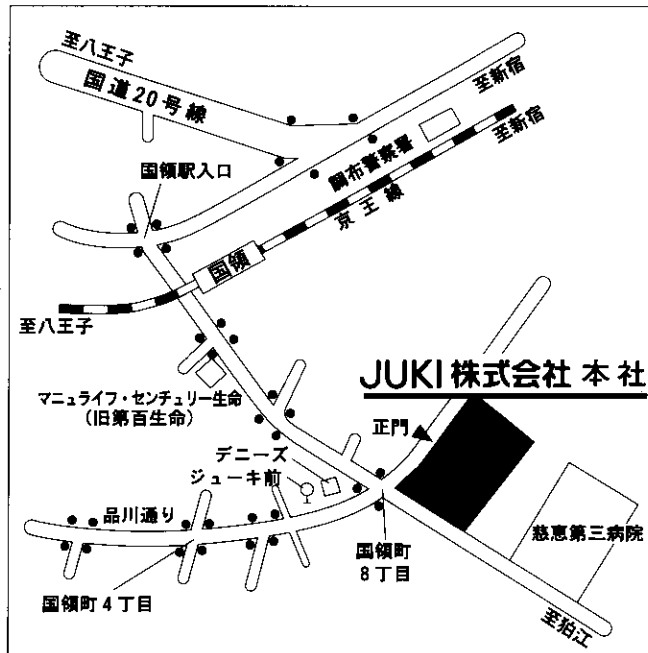 至八王子
国道20号線
至新宿
至新宿
調布警察署
国領駅入口
京王線
国領
至八王子
JUKI株式会社 本社
マニュライフ・センチュリー生命
(旧第百生命)
正門
デニーズ
ジューキ前
品川通り
慈恵第三病院
国領町
8丁目
国領町4丁目
至狛江